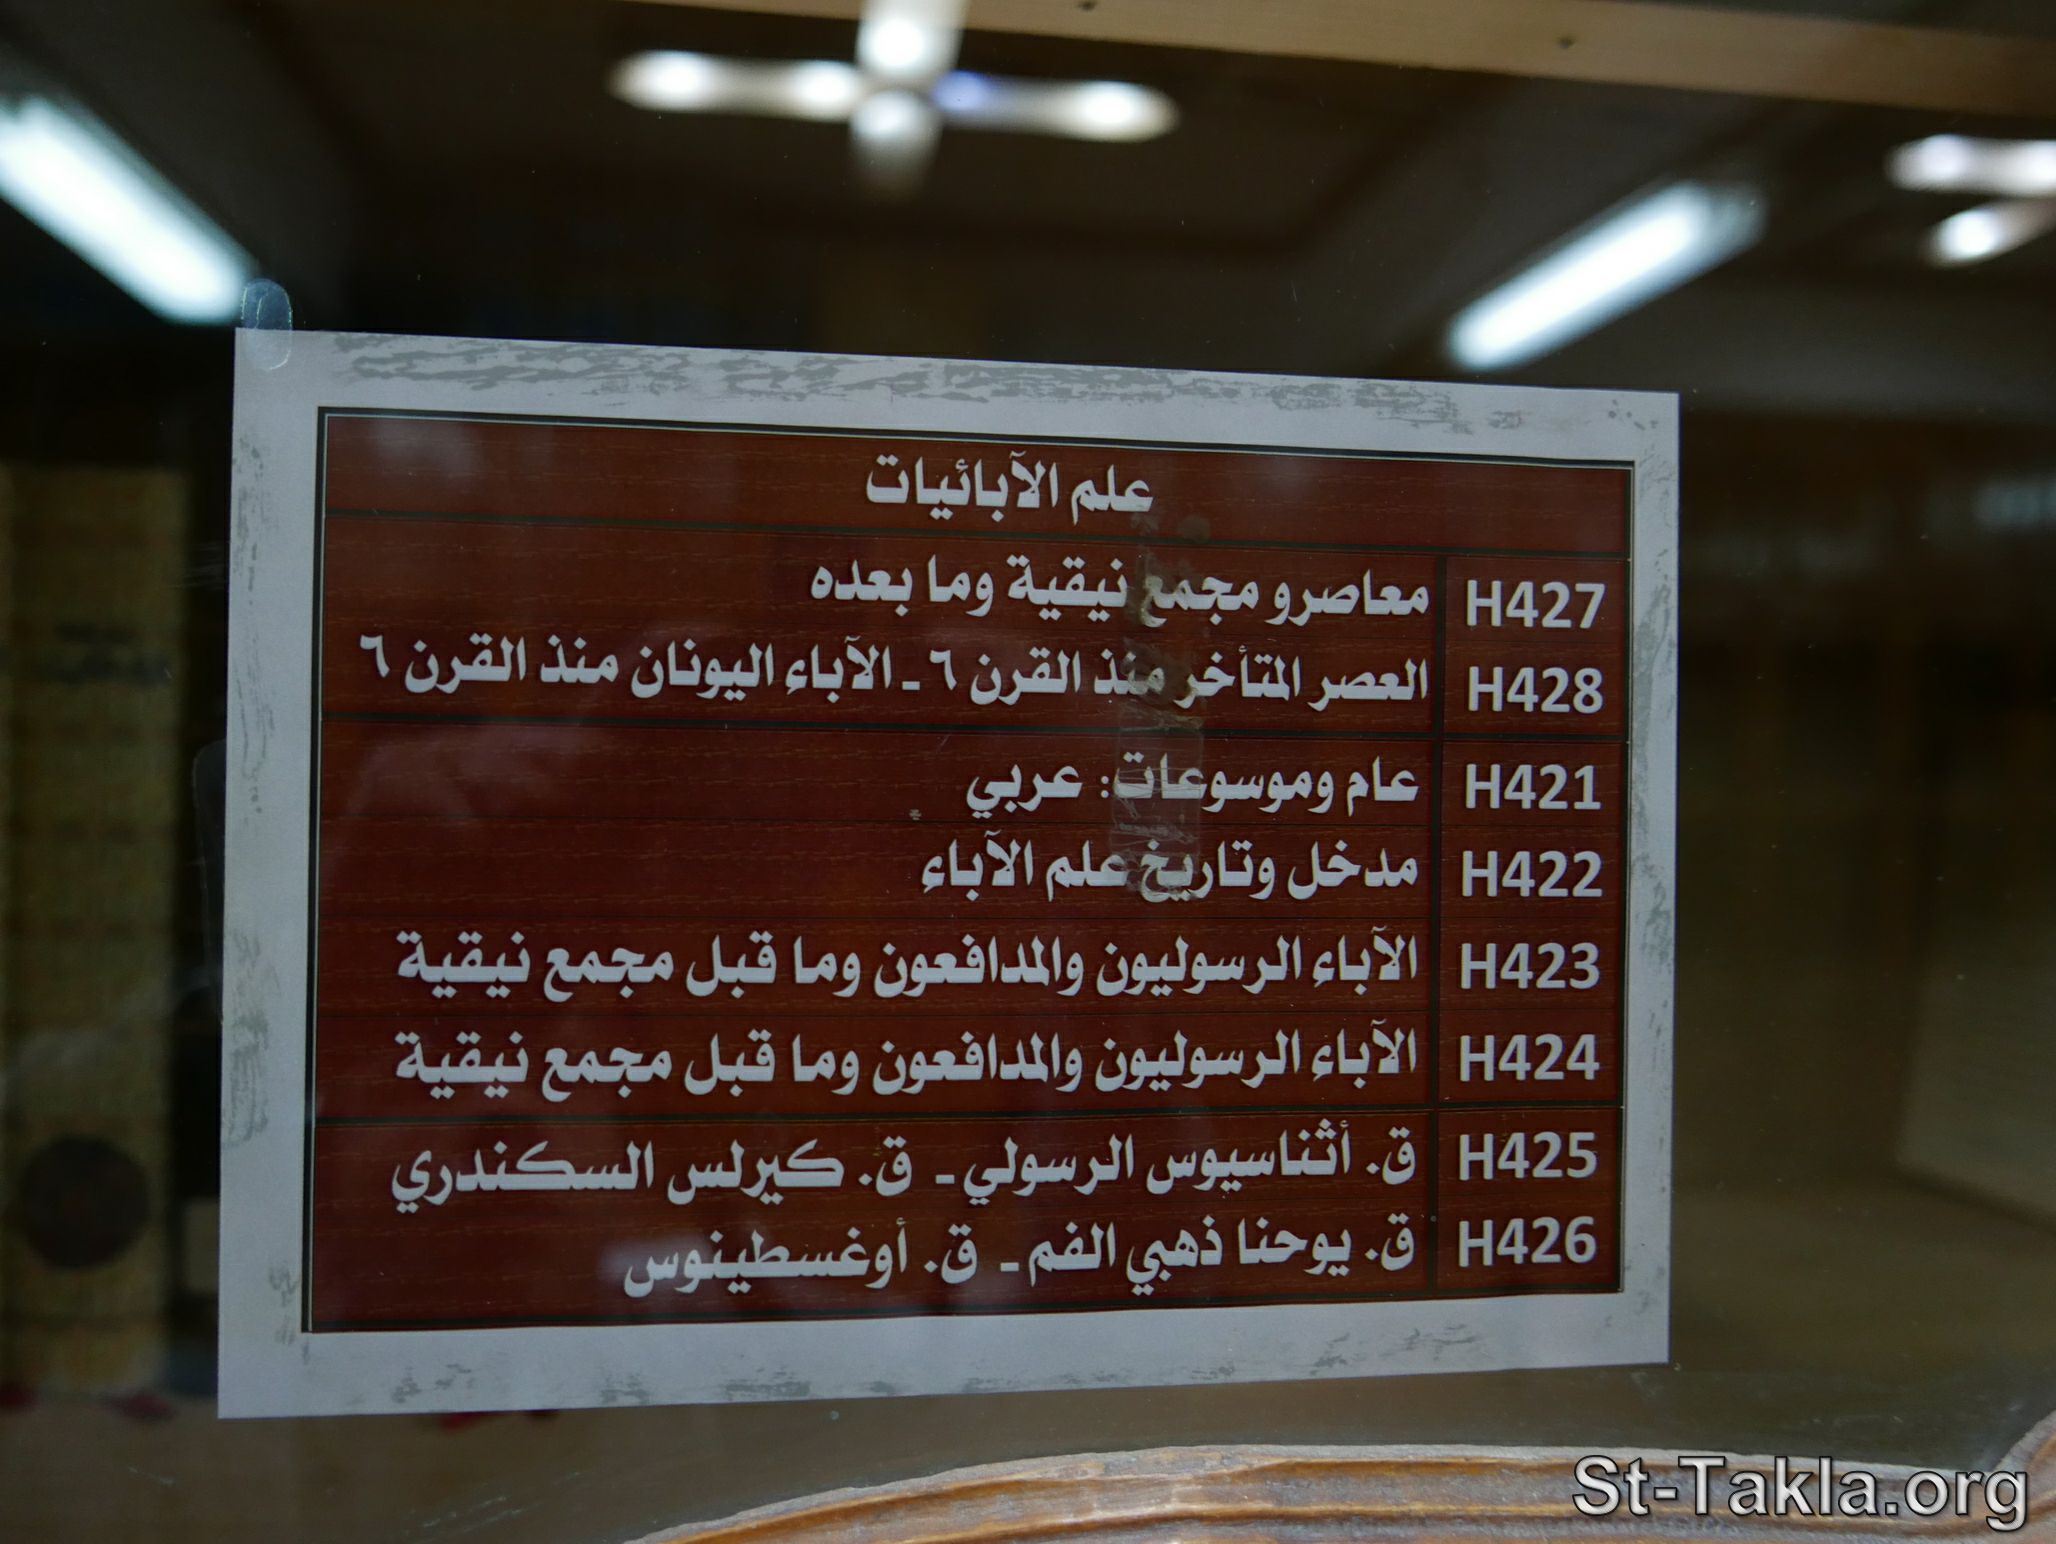 علم الآبائيات
H427 معاصرو مجمع نيقية وما بعده
H428 العصر المتأخر منذ القرن ٦ ـ الآباء اليونان منذ القرن ٦
H421 عام وموسوعات: عربي
H422 مدخل وتاريخ علم الآباء
H423 الآباء الرسوليون والمدافعون وما قبل مجمع نيقية
H424 الآباء الرسوليون والمدافعون وما قبل مجمع نيقية
H425 ق. أثناسيوس الرسولي ـ ق. كيرلس السكندري
H426 ق. يوحنا ذهبي الفم ـ ق. أوغسطينوس
St-Takla.org